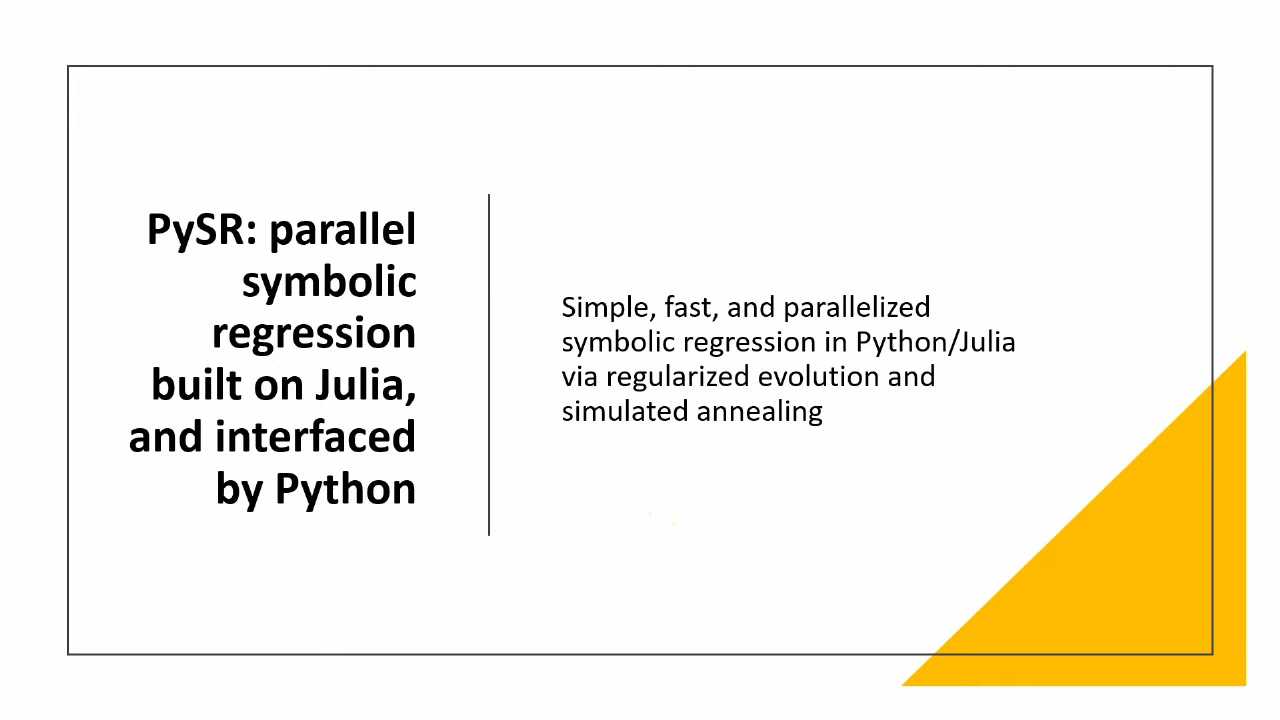 PySR: parallel
symbolic
regression
built on Julia,
and interfaced
by Python
Simple, fast, and parallelized
symbolic regression in Python/Julia
via regularized evolution and
simulated annealing